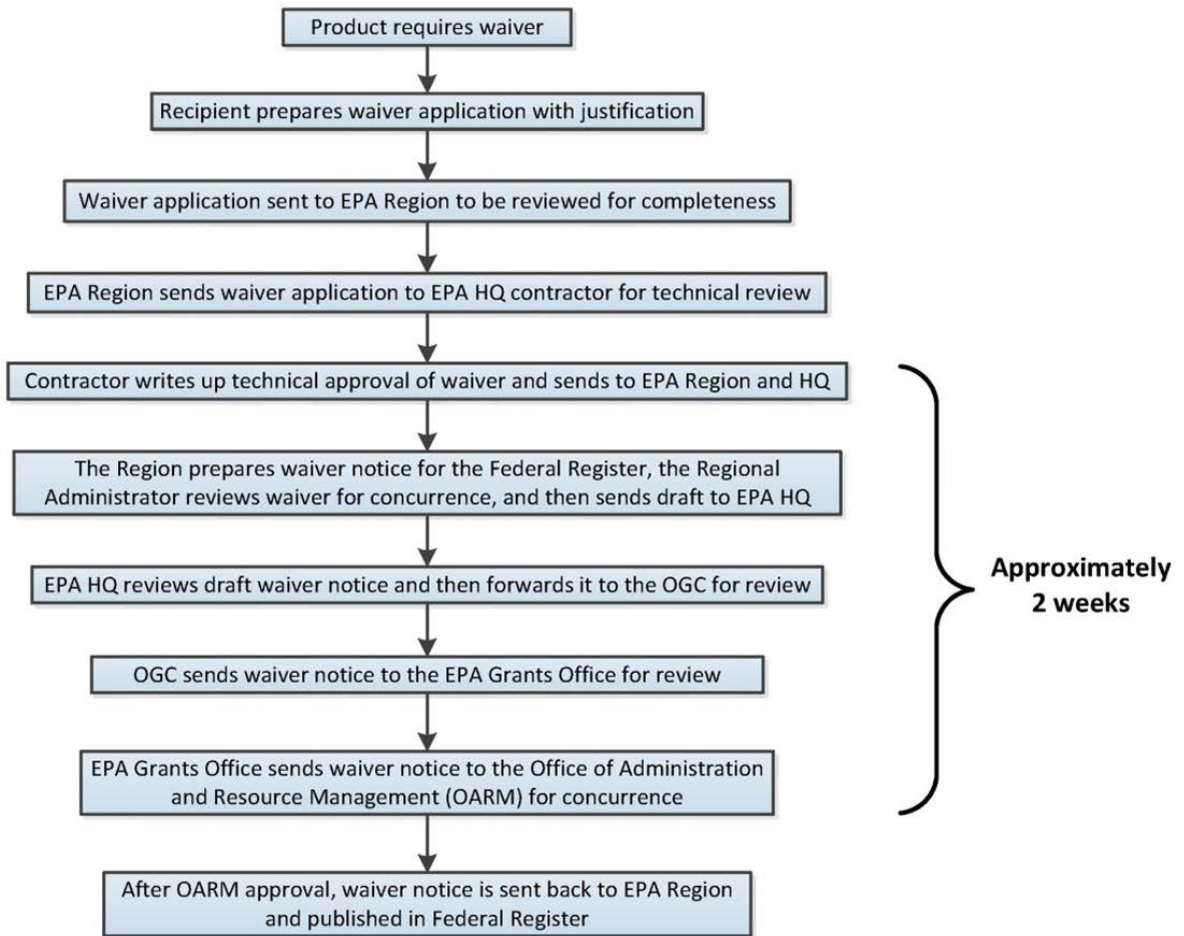 Product requires waiver
Recipient prepares waiver application with justification
Waiver application sent to EPA Region to be reviewed for completeness
EPA Region sends waiver application to EPA HQ contractor for technical review
Contractor writes up technical approval of waiver and sends to EPA Region and HQ
The Region prepares waiver notice for the Federal Register, the Regional
Administrator reviews waiver for concurrence, and then sends draft to EPA HQ
EPA HQ reviews draft waiver notice and then forwards it to the OGC for review
OGC sends waiver notice to the EPA Grants Office for review
EPA Grants Office sends waiver notice to the Office of Administration
and Resource Management (OARM) for concurrence
After OARM approval, waiver notice is sent back to EPA Region
and published in Federal Register
Approximately
2 weeks